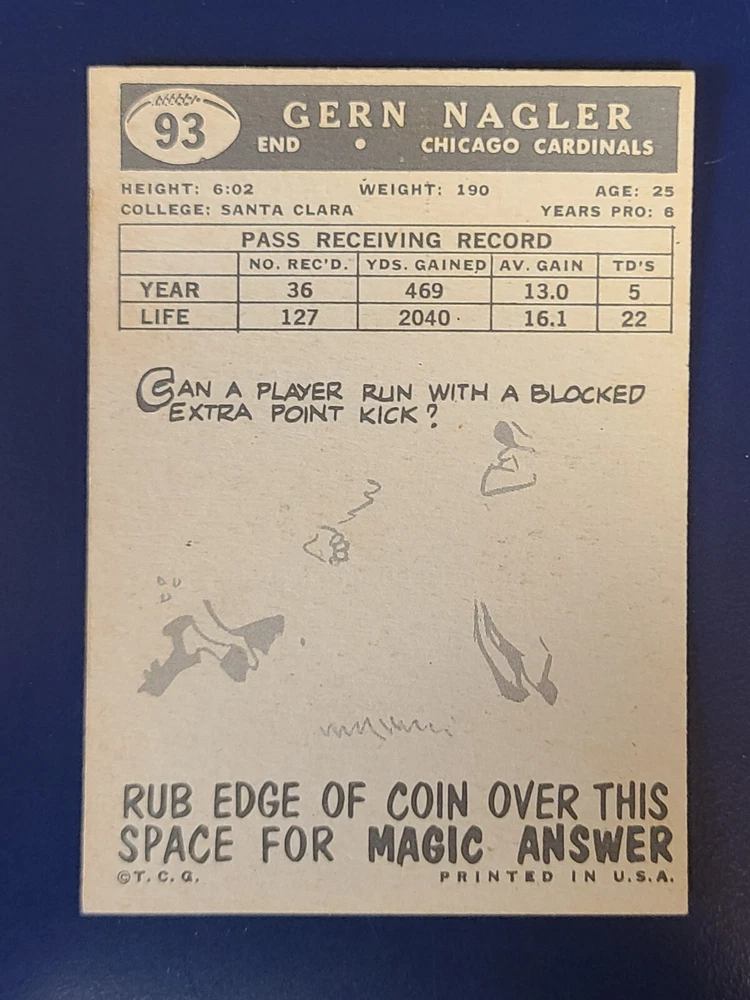 93
GERN NAGLER
END • CHICAGO CARDINALS
HEIGHT: 6:02 WEIGHT: 190 AGE: 25
COLLEGE: SANTA CLARA YEARS PRO: 6
PASS RECEIVING RECORD
NO. REC'D. YDS. GAINED AV. GAIN TD'S
YEAR 36 469 13.0 5
LIFE 127 2040 16.1 22
CAN A PLAYER RUN WITH A BLOCKED
EXTRA POINT KICK?
RUB EDGE OF COIN OVER THIS
SPACE FOR MAGIC ANSWER
©T.C.G. PRINTED IN U.S.A.